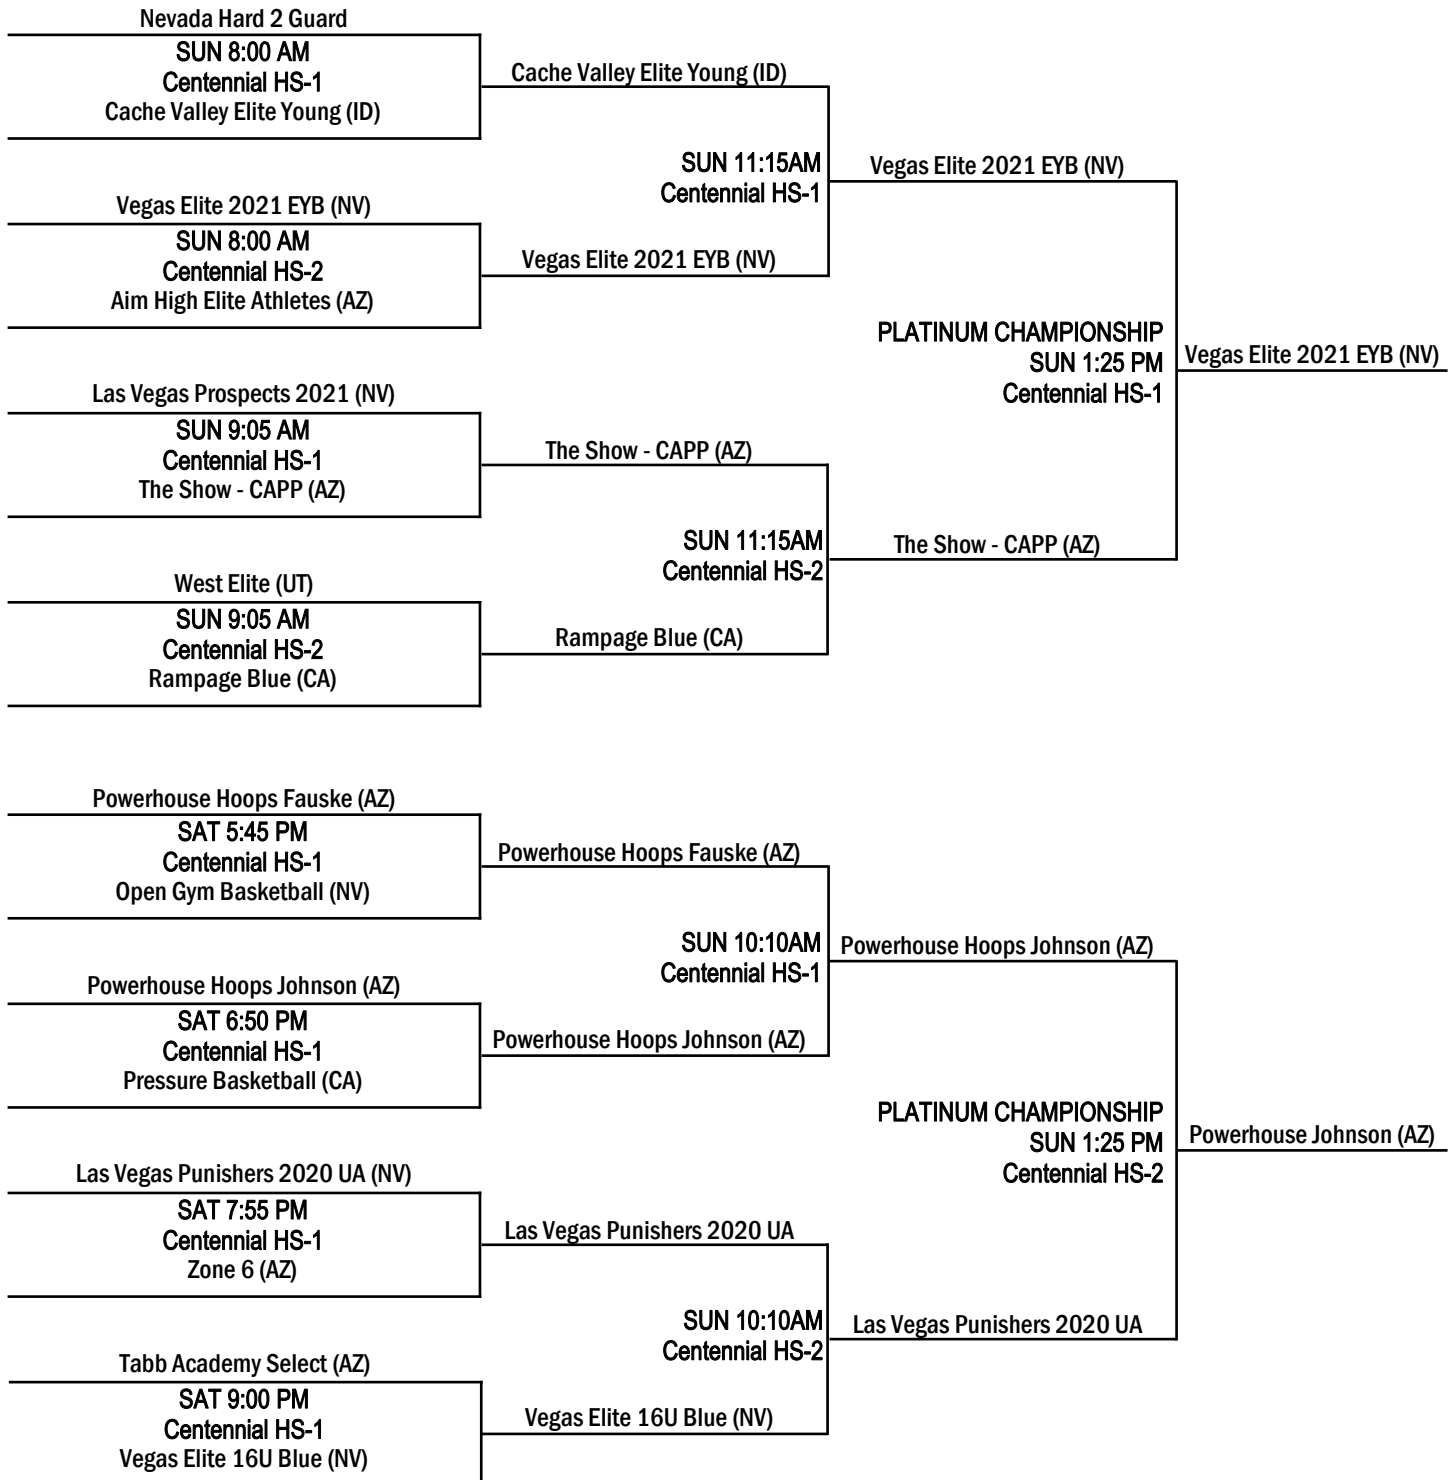 Nevada Hard 2 Guard
SUN 8:00 AM
Centennial HS-1
Cache Valley Elite Young (ID)
Cache Valley Elite Young (ID)
SUN 11:15AM
Centennial HS-1
Vegas Elite 2021 EYB (NV)
Vegas Elite 2021 EYB (NV)
SUN 8:00 AM
Centennial HS-2
Aim High Elite Athletes (AZ)
Vegas Elite 2021 EYB (NV)
PLATINUM CHAMPIONSHIP
SUN 1:25 PM
Centennial HS-1
Vegas Elite 2021 EYB (NV)
Las Vegas Prospects 2021 (NV)
SUN 9:05 AM
Centennial HS-1
The Show - CAPP (AZ)
The Show - CAPP (AZ)
SUN 11:15AM
Centennial HS-2
The Show - CAPP (AZ)
West Elite (UT)
SUN 9:05 AM
Centennial HS-2
Rampage Blue (CA)
Rampage Blue (CA)
Powerhouse Hoops Fauske (AZ)
SAT 5:45 PM
Centennial HS-1
Open Gym Basketball (NV)
Powerhouse Hoops Fauske (AZ)
SUN 10:10AM
Centennial HS-1
Powerhouse Hoops Johnson (AZ)
Powerhouse Hoops Johnson (AZ)
SAT 6:50 PM
Centennial HS-1
Pressure Basketball (CA)
Powerhouse Hoops Johnson (AZ)
PLATINUM CHAMPIONSHIP
SUN 1:25 PM
Centennial HS-2
Powerhouse Johnson (AZ)
Las Vegas Punishers 2020 UA (NV)
SAT 7:55 PM
Centennial HS-1
Zone 6 (AZ)
Las Vegas Punishers 2020 UA
SUN 10:10AM
Centennial HS-2
Las Vegas Punishers 2020 UA
Tabb Academy Select (AZ)
SAT 9:00 PM
Centennial HS-1
Vegas Elite 16U Blue (NV)
Vegas Elite 16U Blue (NV)